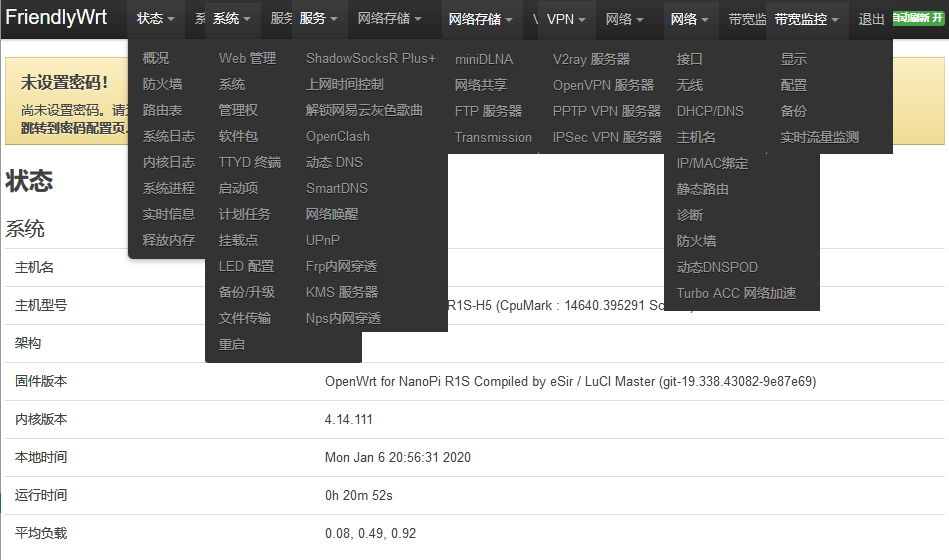 FriendlyWrt 状态 系统 服务 服务 网络存储 网络存储 VPN 网络 网络 带宽监 带宽监控 退出 自动刷新 开
概况
防火墙
路由表
系统日志
内核日志
系统进程
实时信息
释放内存
Web 管理
系统
管理权
软件包
TTYD 终端
启动项
计划任务
挂载点
LED 配置
备份/升级
文件传输
重启
ShadowSocksR Plus+
上网时间控制
解锁网易云灰色歌曲
OpenClash
动态 DNS
SmartDNS
网络唤醒
UPnP
Frp内网穿透
KMS 服务器
Nps内网穿透
miniDLNA
网络共享
FTP 服务器
Transmission
V2ray 服务器
OpenVPN 服务器
PPTP VPN 服务器
IPSec VPN 服务器
接口
无线
DHCP/DNS
主机名
IP/MAC绑定
静态路由
诊断
防火墙
动态DNSPOD
Turbo ACC 网络加速
显示
配置
备份
实时流量监测
未设置密码！
尚未设置密码。请
跳转到密码配置页
状态
系统
主机名
主机型号 R1S-H5 (CpuMark : 14640.395291 Sc
架构
固件版本 OpenWrt for NanoPi R1S Compiled by eSir / LuCI Master (git-19.338.43082-9e87e69)
内核版本 4.14.111
本地时间 Mon Jan 6 20:56:31 2020
运行时间 0h 20m 52s
平均负载 0.08, 0.49, 0.92